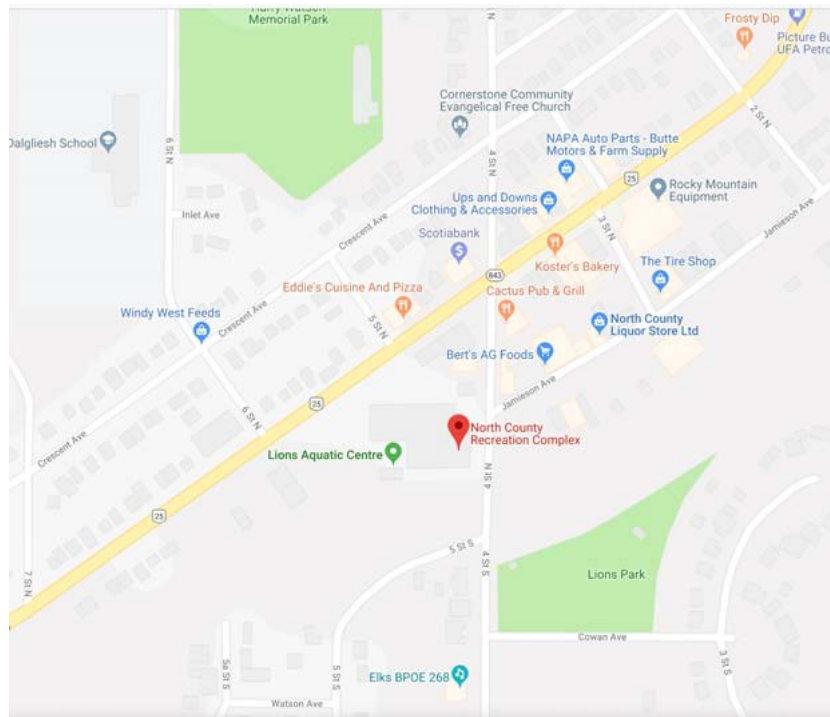 Harry Watson
Memorial Park
N
Frosty Dip
Picture Bu
UFA Petro
Cornerstone Community
Evangelical Free Church
2 St N
Dalgliesh School
6 St N
4 St N
NAPA Auto Parts - Butte
Motors & Farm Supply
25
Rocky Mountain
Equipment
Inlet Ave
Ups and Downs
Clothing & Accessories
Crescent Ave
3 St N
Jamieson Ave
Scotiabank
843
Koster's Bakery
The Tire Shop
Eddie's Cuisine And Pizza
Cactus Pub & Grill
Windy West Feeds
Crescent Ave
5 St N
North County
Liquor Store Ltd
Bert's AG Foods
6 St N
25
Jamieson Ave
North County
Recreation Complex
Crescent Ave
Lions Aquatic Centre
4 St N
25
5 St S
4 St S
7 St N
Lions Park
Cowan Ave
5a St S
5 St S
3 St S
Elks BPOE 268
Watson Ave